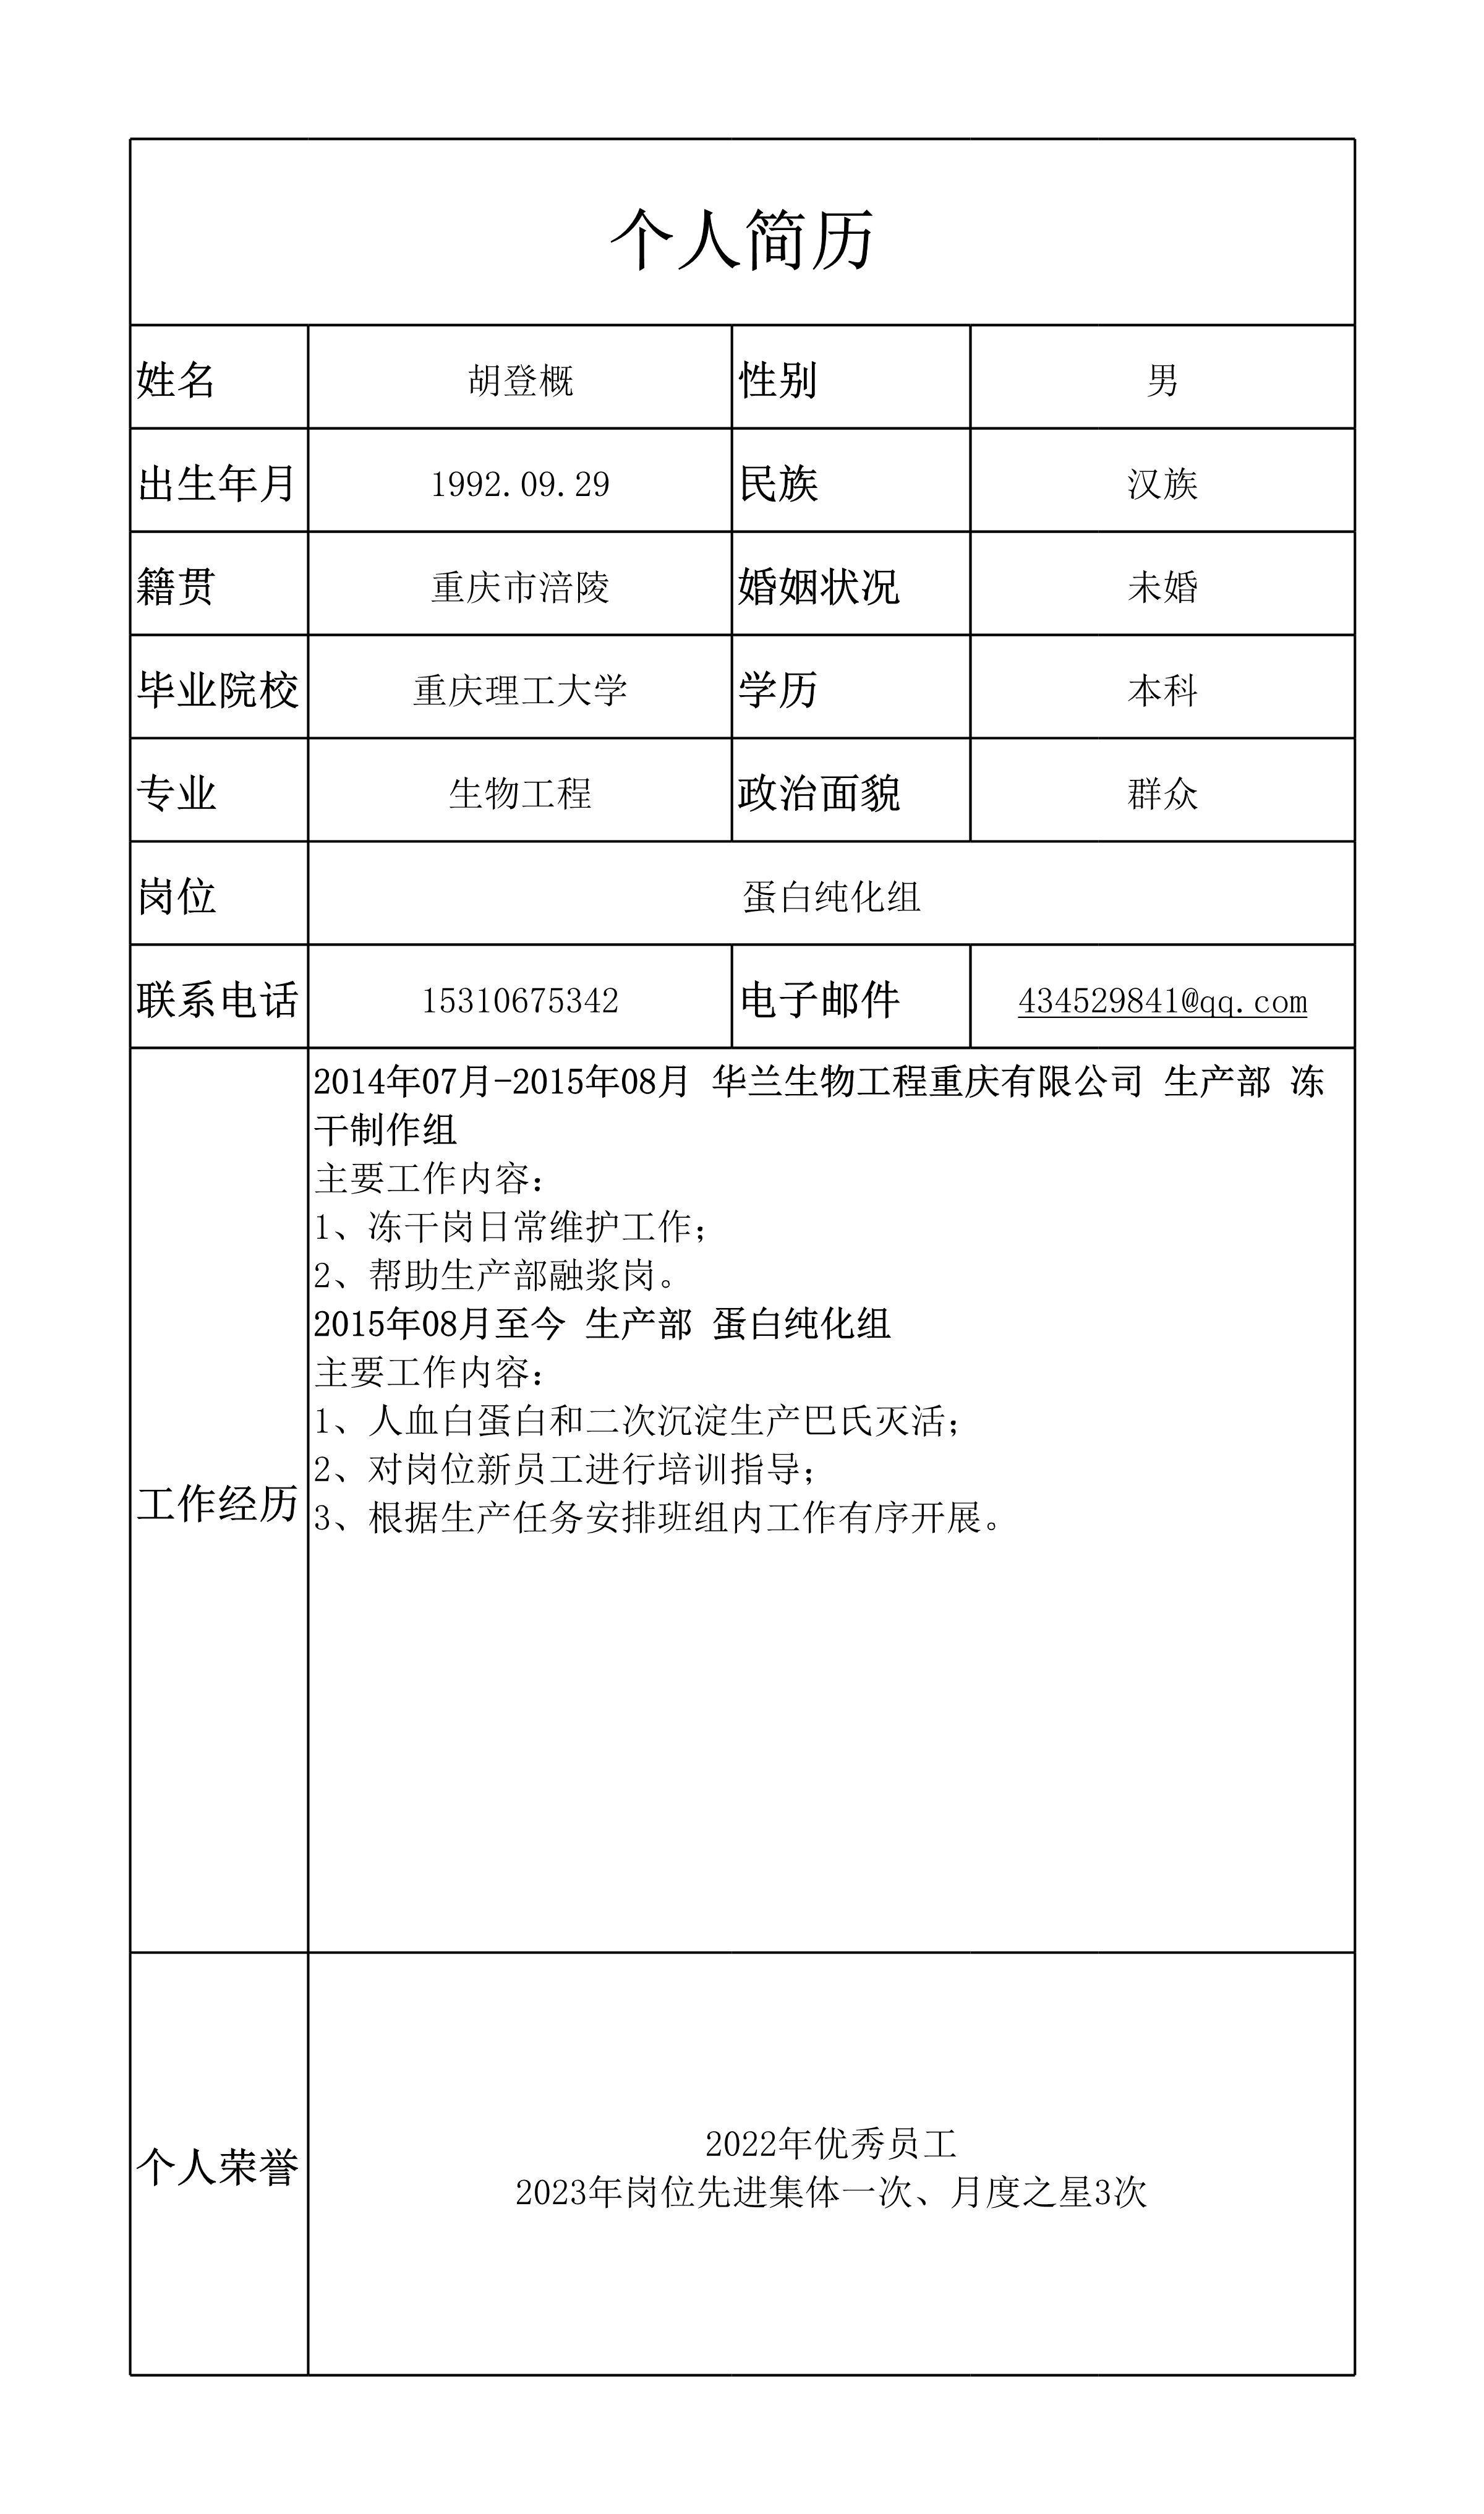 个人简历
姓名 胡登概 性别 男
出生年月 1992.09.29 民族 汉族
籍贯 重庆市涪陵 婚姻状况 未婚
毕业院校 重庆理工大学 学历 本科
专业 生物工程 政治面貌 群众
岗位 蛋白纯化组
联系电话 15310675342 电子邮件 434529841@qq.com
工作经历
2014年07月-2015年08月 华兰生物工程重庆有限公司 生产部 冻
干制作组
主要工作内容：
1、冻干岗日常维护工作；
2、帮助生产部融浆岗。
2015年08月至今 生产部 蛋白纯化组
主要工作内容：
1、人血白蛋白和二次沉淀生产巴氏灭活；
2、对岗位新员工进行培训指导；
3、根据生产任务安排班组内工作有序开展。
个人荣誉
2022年优秀员工
2023年岗位先进集体一次、月度之星3次